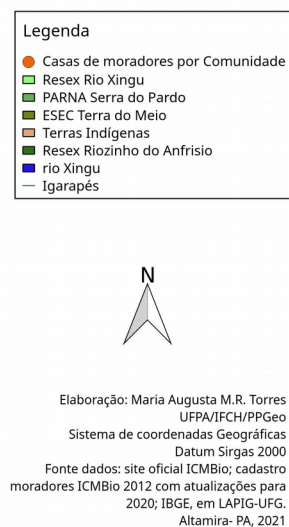 Legenda
Casas de moradores por Comunidade
Resex Rio Xingu
PARNA Serra do Pardo
ESEC Terra do Meio
Terras Indígenas
Resex Riozinho do Anfrisio
rio Xingu
Igarapés
N
Elaboração: Maria Augusta M.R. Torres
UFPA/IFCH/PPGeo
Sistema de coordenadas Geográficas
Datum Sirgas 2000
Fonte dados: site oficial ICMBio; cadastro
moradores ICMBio 2012 com atualizações para
2020; IBGE, em LAPIG-UFG.
Altamira- PA, 2021